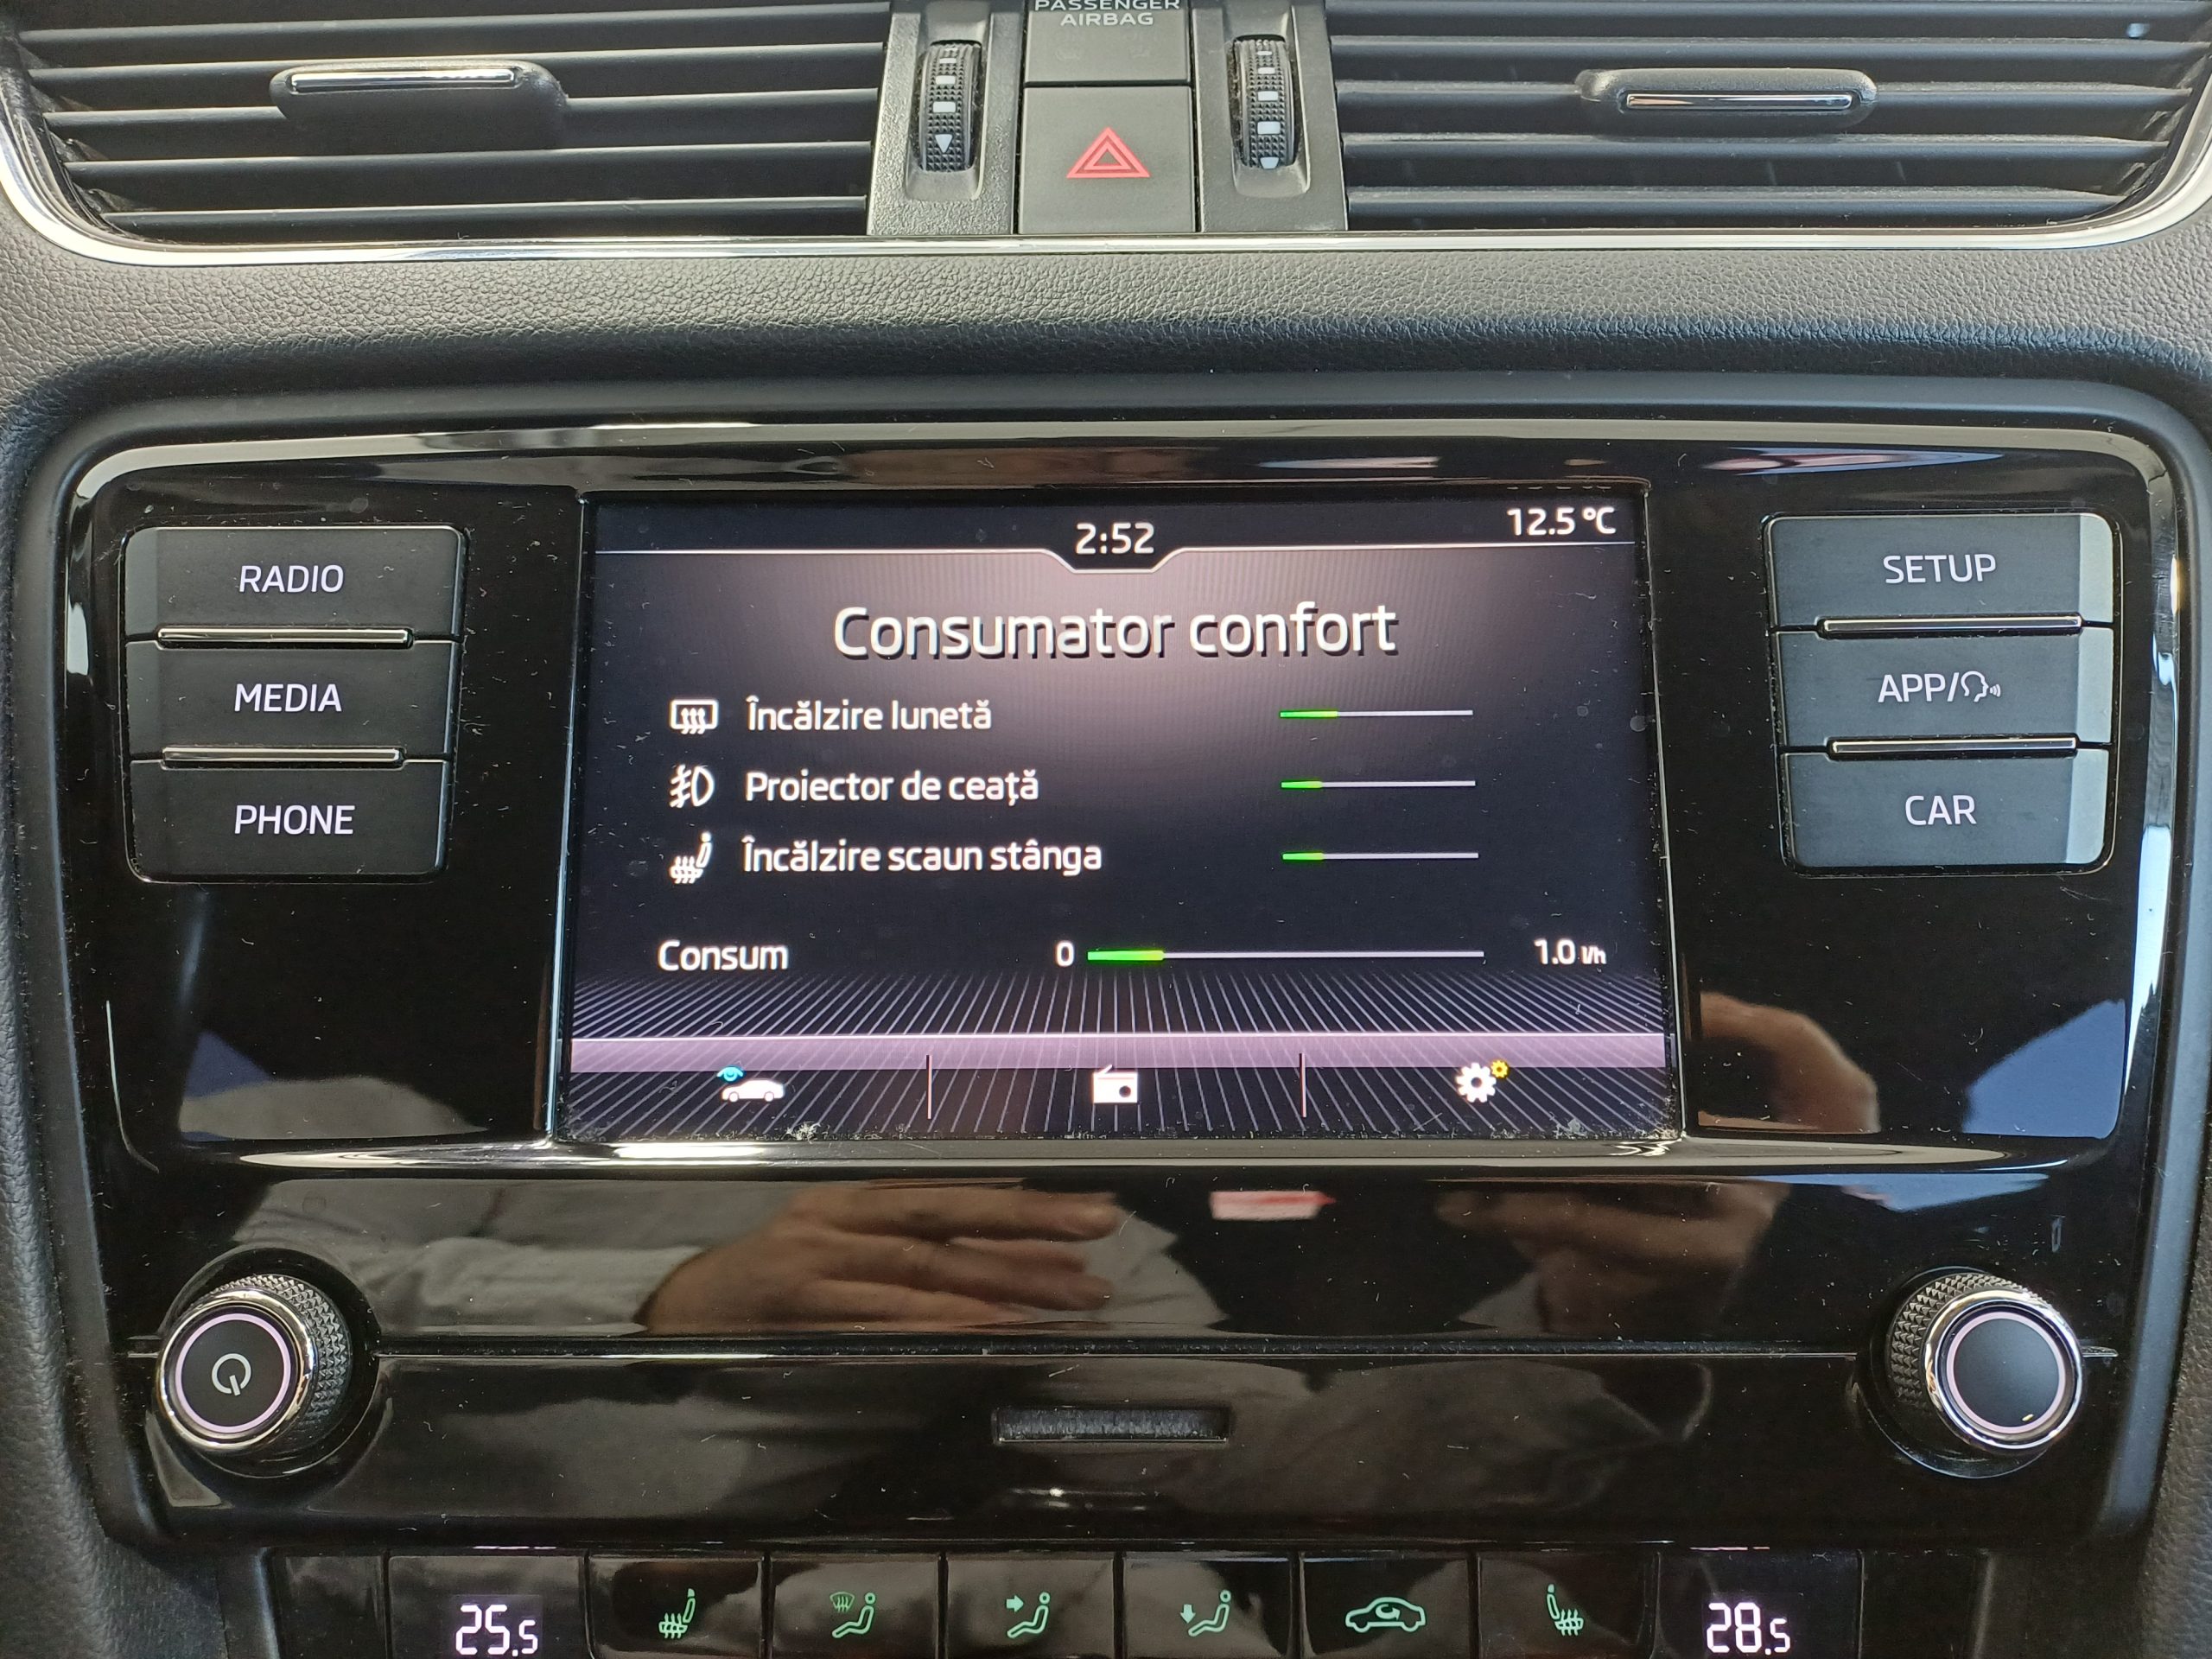 PASSENGER
AIRBAG
2:52
12.5 °C
RADIO
MEDIA
PHONE
Consumator confort
Încălzire lunetă
Proiector de ceață
Încălzire scaun stânga
Consum 0 1.0 l/h
SETUP
APP/
CAR
25.5
28.5